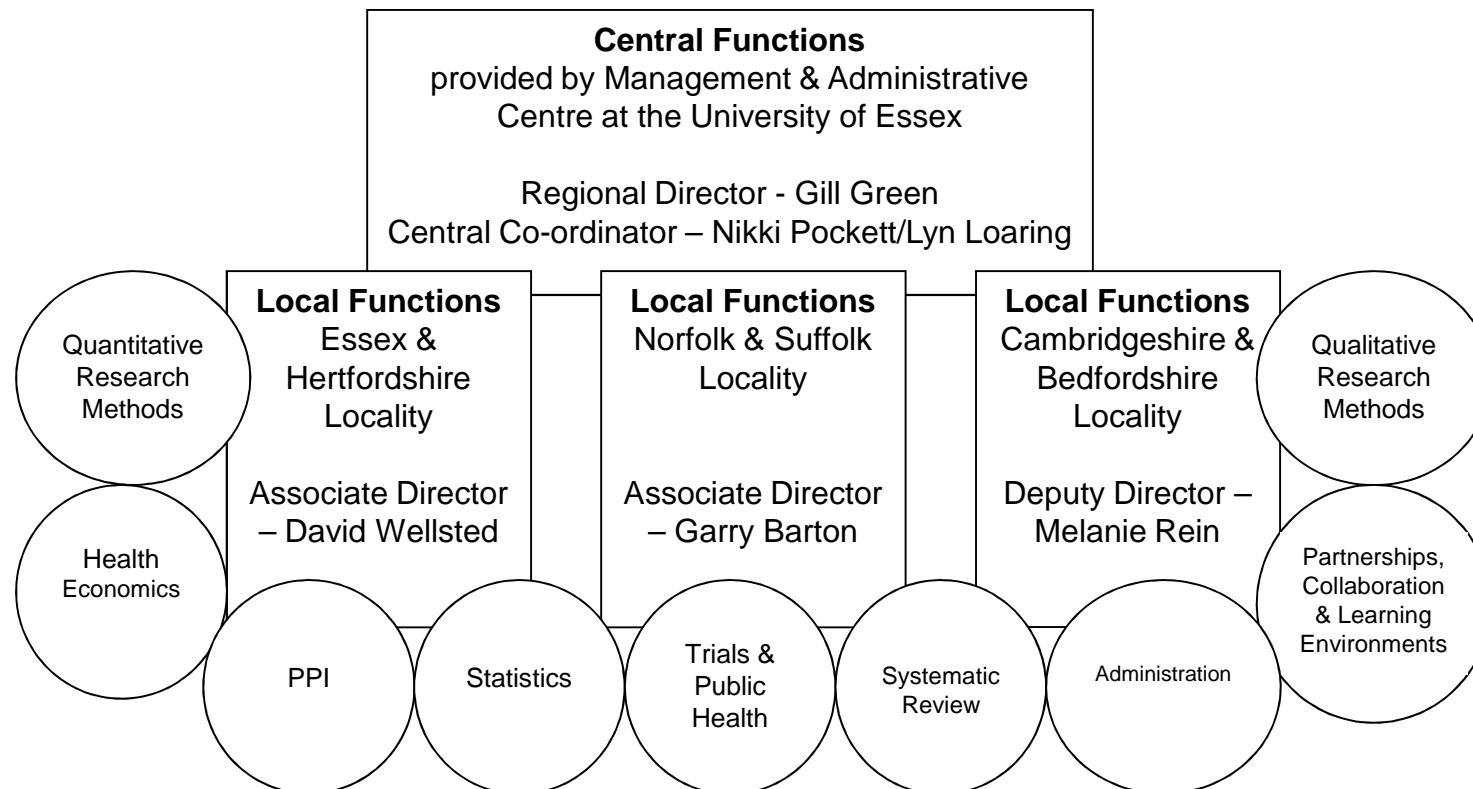 Central Functions
provided by Management & Administrative
Centre at the University of Essex
Regional Director - Gill Green
Central Co-ordinator – Nikki Pockett/Lyn Loaring
Local Functions
Essex &
Hertfordshire
Locality
Associate Director
– David Wellsted
Local Functions
Norfolk & Suffolk
Locality
Associate Director
– Garry Barton
Local Functions
Cambridgeshire &
Bedfordshire
Locality
Deputy Director –
Melanie Rein
Quantitative
Research
Methods
Health
Economics
PPI
Statistics
Trials &
Public
Health
Systematic
Review
Administration
Partnerships,
Collaboration
& Learning
Environments
Qualitative
Research
Methods